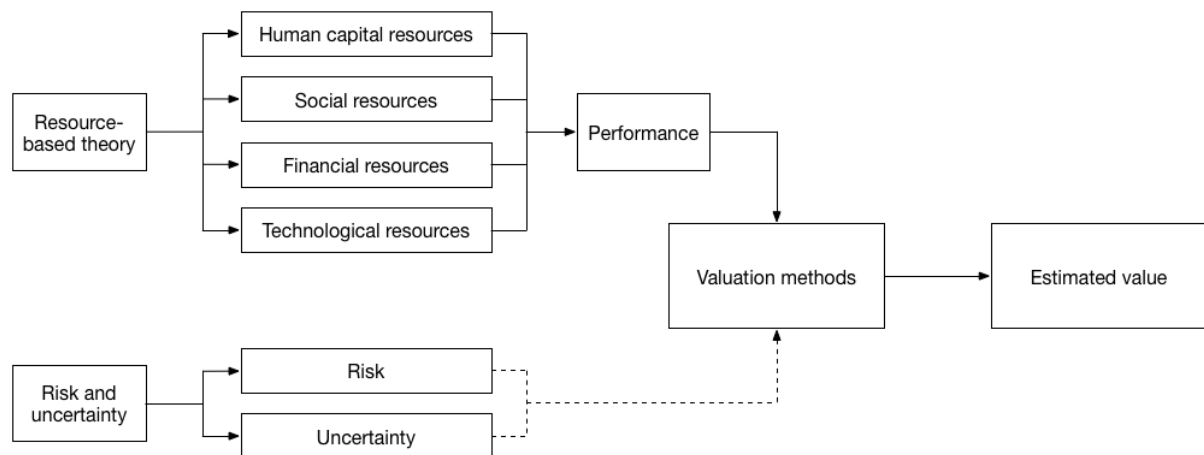 Human capital resources
Social resources
Resource-
based theory
Performance
Financial resources
Technological resources
Valuation methods
Estimated value
Risk
Risk and
uncertainty
Uncertainty